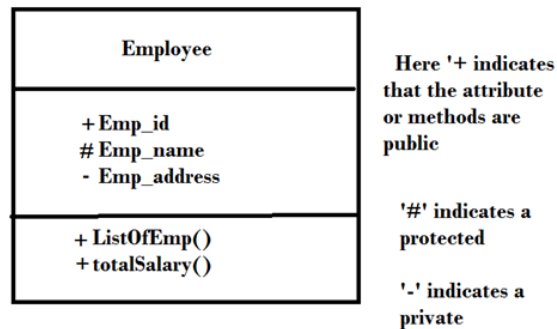 Employee
+ Emp_id
# Emp_name
- Emp_address
+ ListOfEmp()
+ totalSalary()
Here '+ indicates
that the attribute
or methods are
public
'#' indicates a
protected
'-' indicates a
private